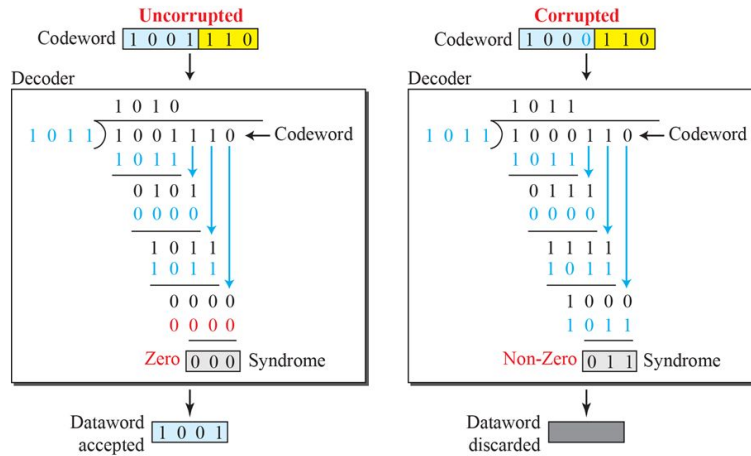 Uncorrupted
Codeword 1 0 0 1 1 1 0
Decoder
1 0 1 0
1 0 1 1 1 0 0 1 1 1 0 Codeword
1 0 1 1
0 1 0 1
0 0 0 0
1 0 1 1
1 0 1 1
0 0 0 0
0 0 0 0
Zero 0 0 0 Syndrome
Dataword
accepted 1 0 0 1
Corrupted
Codeword 1 0 0 0 1 1 0
Decoder
1 0 1 1
1 0 1 1 1 0 0 0 1 1 0 Codeword
1 0 1 1
0 1 1 1
0 0 0 0
1 1 1 1
1 0 1 1
1 0 0 0
1 0 1 1
Non-Zero 0 1 1 Syndrome
Dataword
discarded